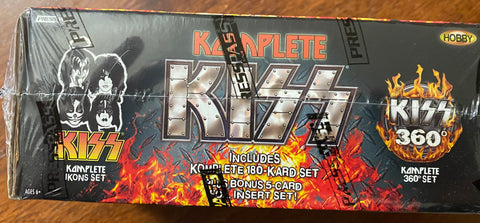 PRESS
KOMPLETE
HOBBY
PRESSPASS
KISS
KISS
KOMPLETE
IKONS SET
INCLUDES
KOMPLETE 180-KARD SET
BONUS 5-CARD
INSERT SET!
KISS
360°
KOMPLETE
360° SET
AGES 6+